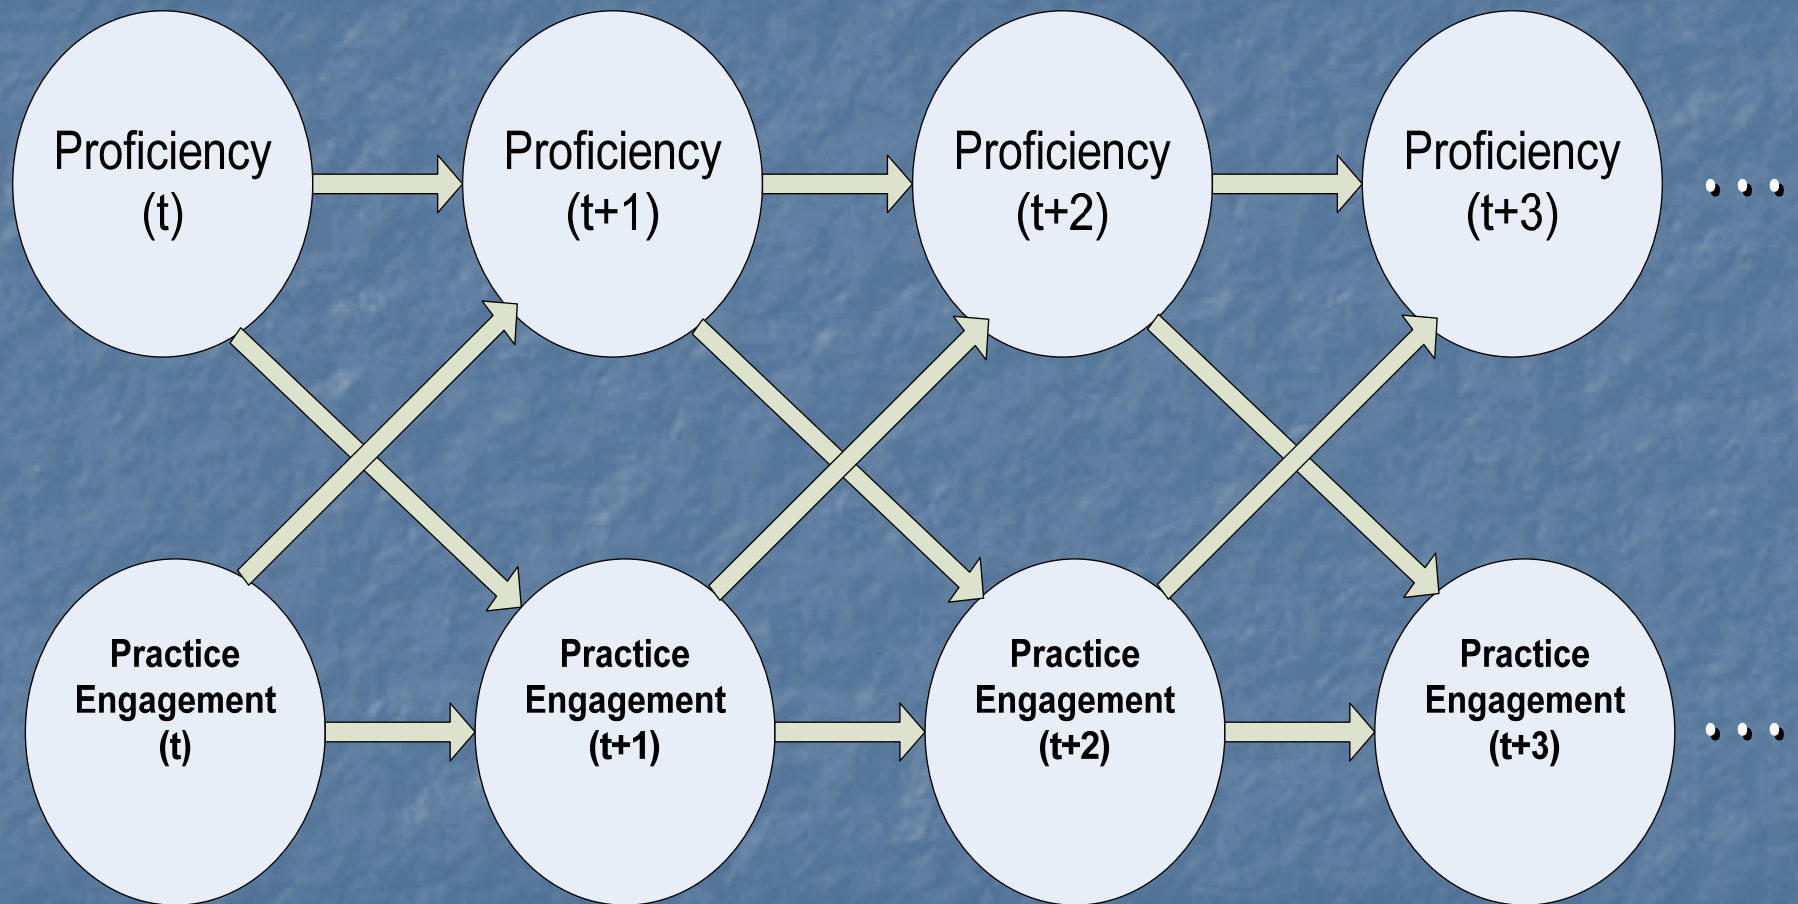 Proficiency
(t)
Proficiency
(t+1)
Proficiency
(t+2)
Proficiency
(t+3)
...
Practice
Engagement
(t)
Practice
Engagement
(t+1)
Practice
Engagement
(t+2)
Practice
Engagement
(t+3)
...